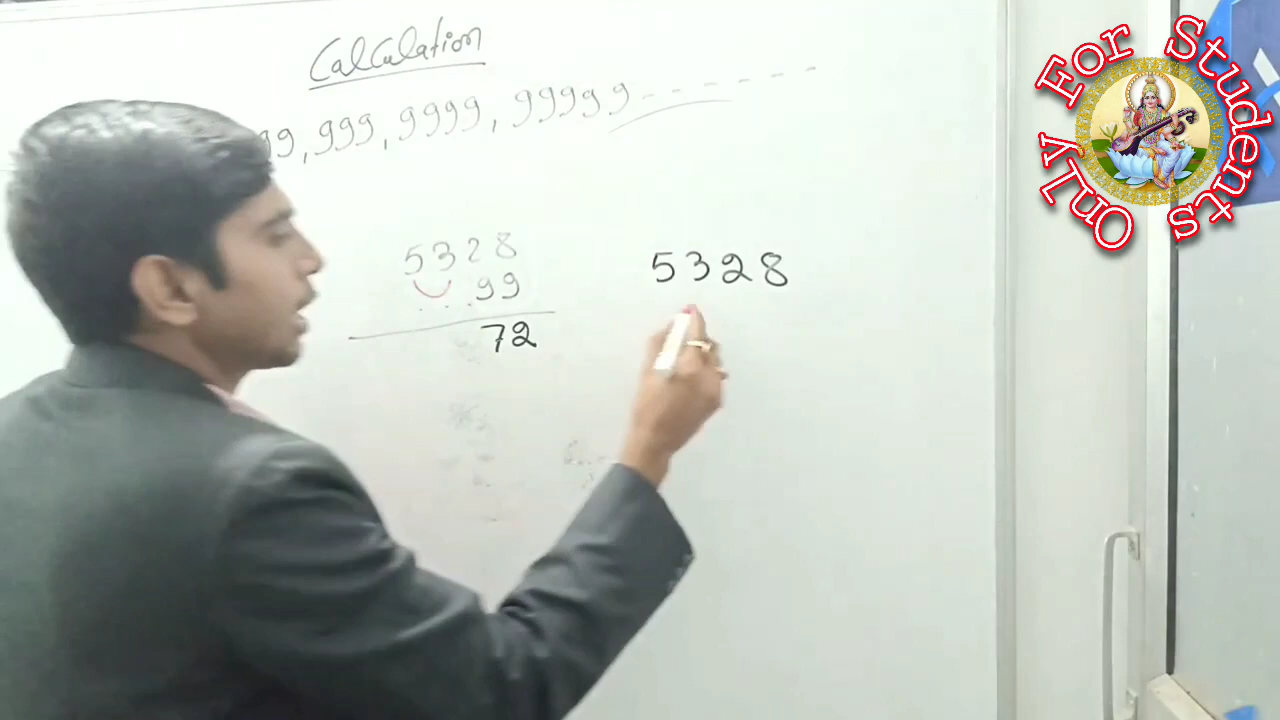 Calculation
99, 999, 9999, 99999 - - - - - -
5328
5328
99
72
Only For Students